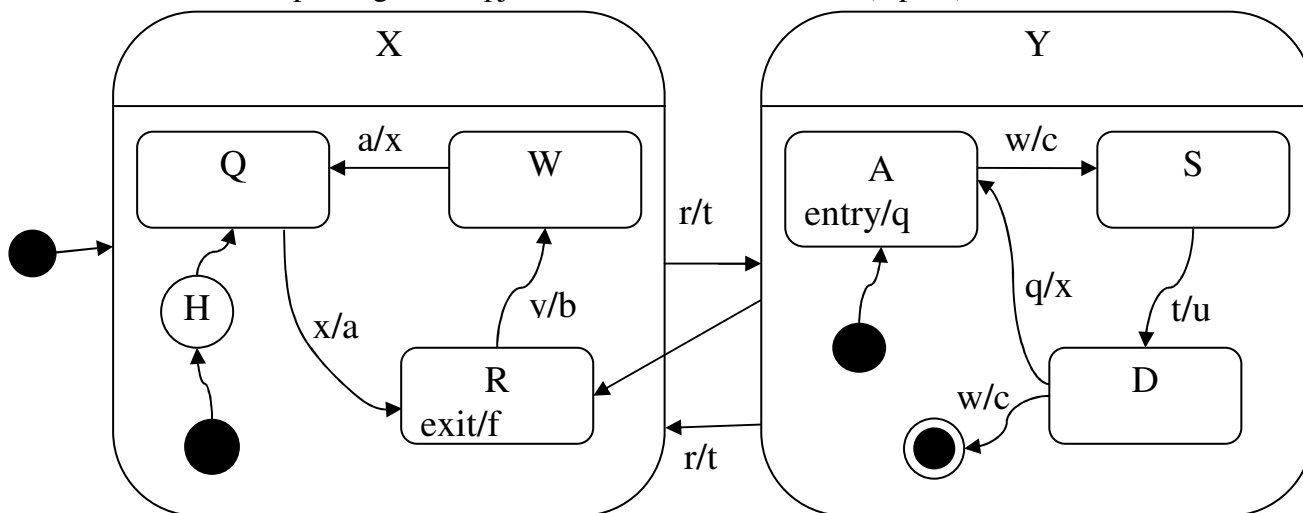 X
Y
a/x
w/c
Q
W
A
S
entry/q
r/t
H
q/x
t/u
v/b
x/a
R
exit/f
D
w/c
r/t